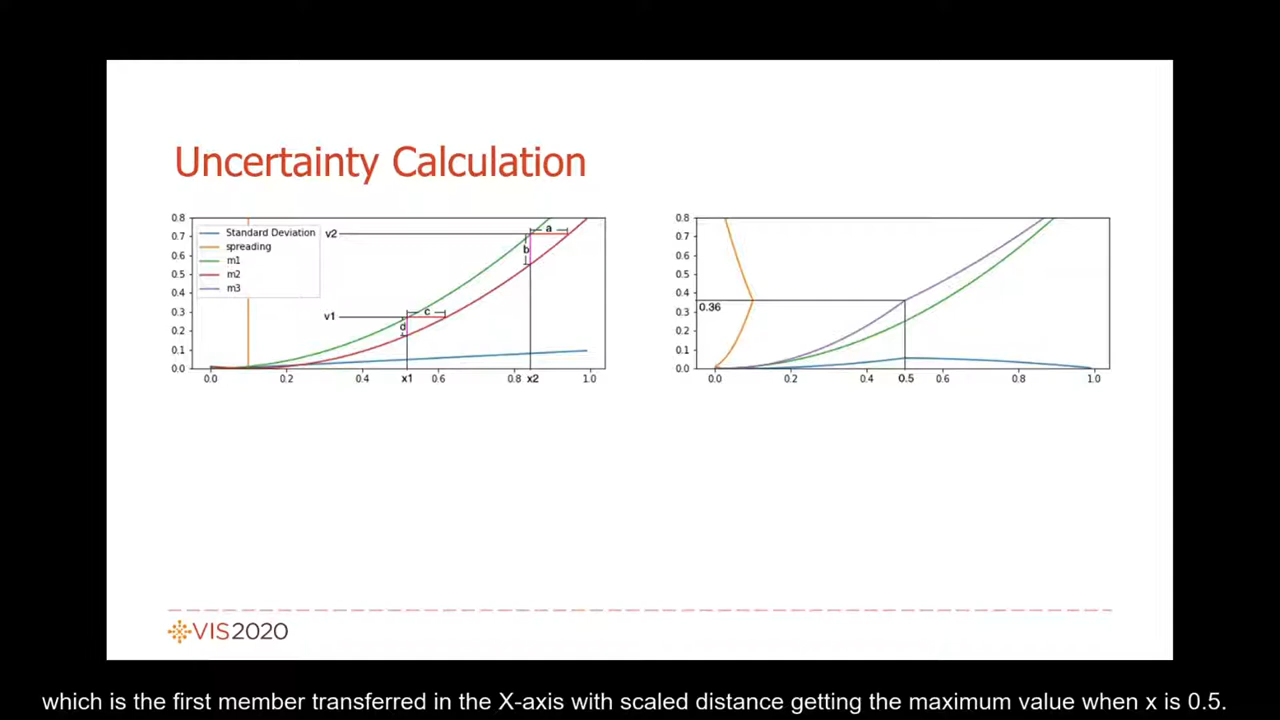 Uncertainty Calculation
0.8
0.7
0.6
0.5
0.4
0.3
0.2
0.1
0.0
Standard Deviation
spreading
m1
m2
m3
v2
a
b
v1
c
d
0.0
0.2
0.4
x1
0.6
0.8
x2
1.0
0.8
0.7
0.6
0.5
0.4
0.36
0.3
0.2
0.1
0.0
0.0
0.2
0.4
0.5
0.6
0.8
1.0
VIS2020
which is the first member transferred in the X-axis with scaled distance getting the maximum value when x is 0.5.